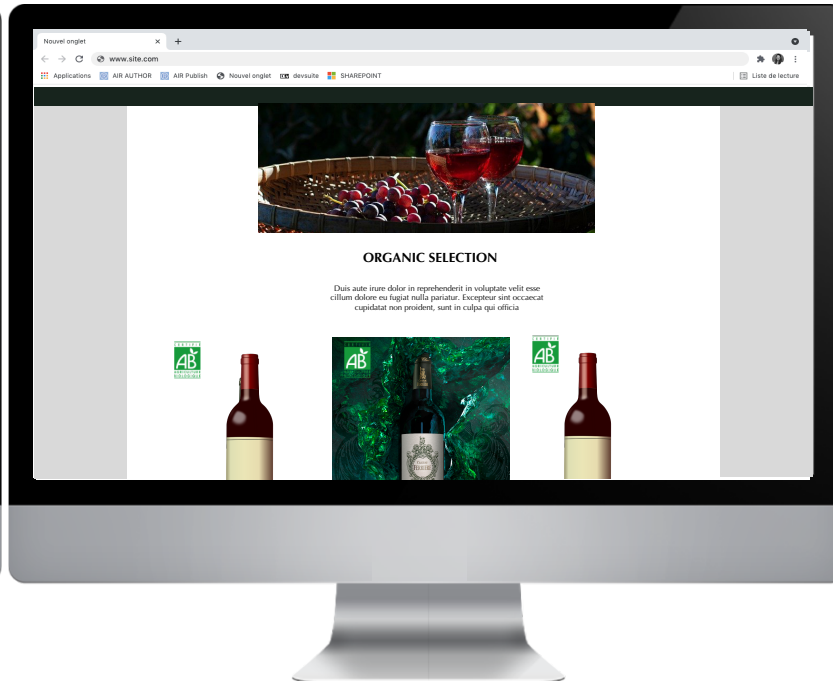 Nouvel onglet
www.site.com
Applications AIR AUTHOR AIR Publish Nouvel onglet devsuite SHAREPOINT Liste de lecture
ORGANIC SELECTION
Duis aute irure dolor in reprehenderit in voluptate velit esse
cillum dolore eu fugiat nulla pariatur. Excepteur sint occaecat
cupidatat non proident, sunt in culpa qui officia
AB
AB
AB